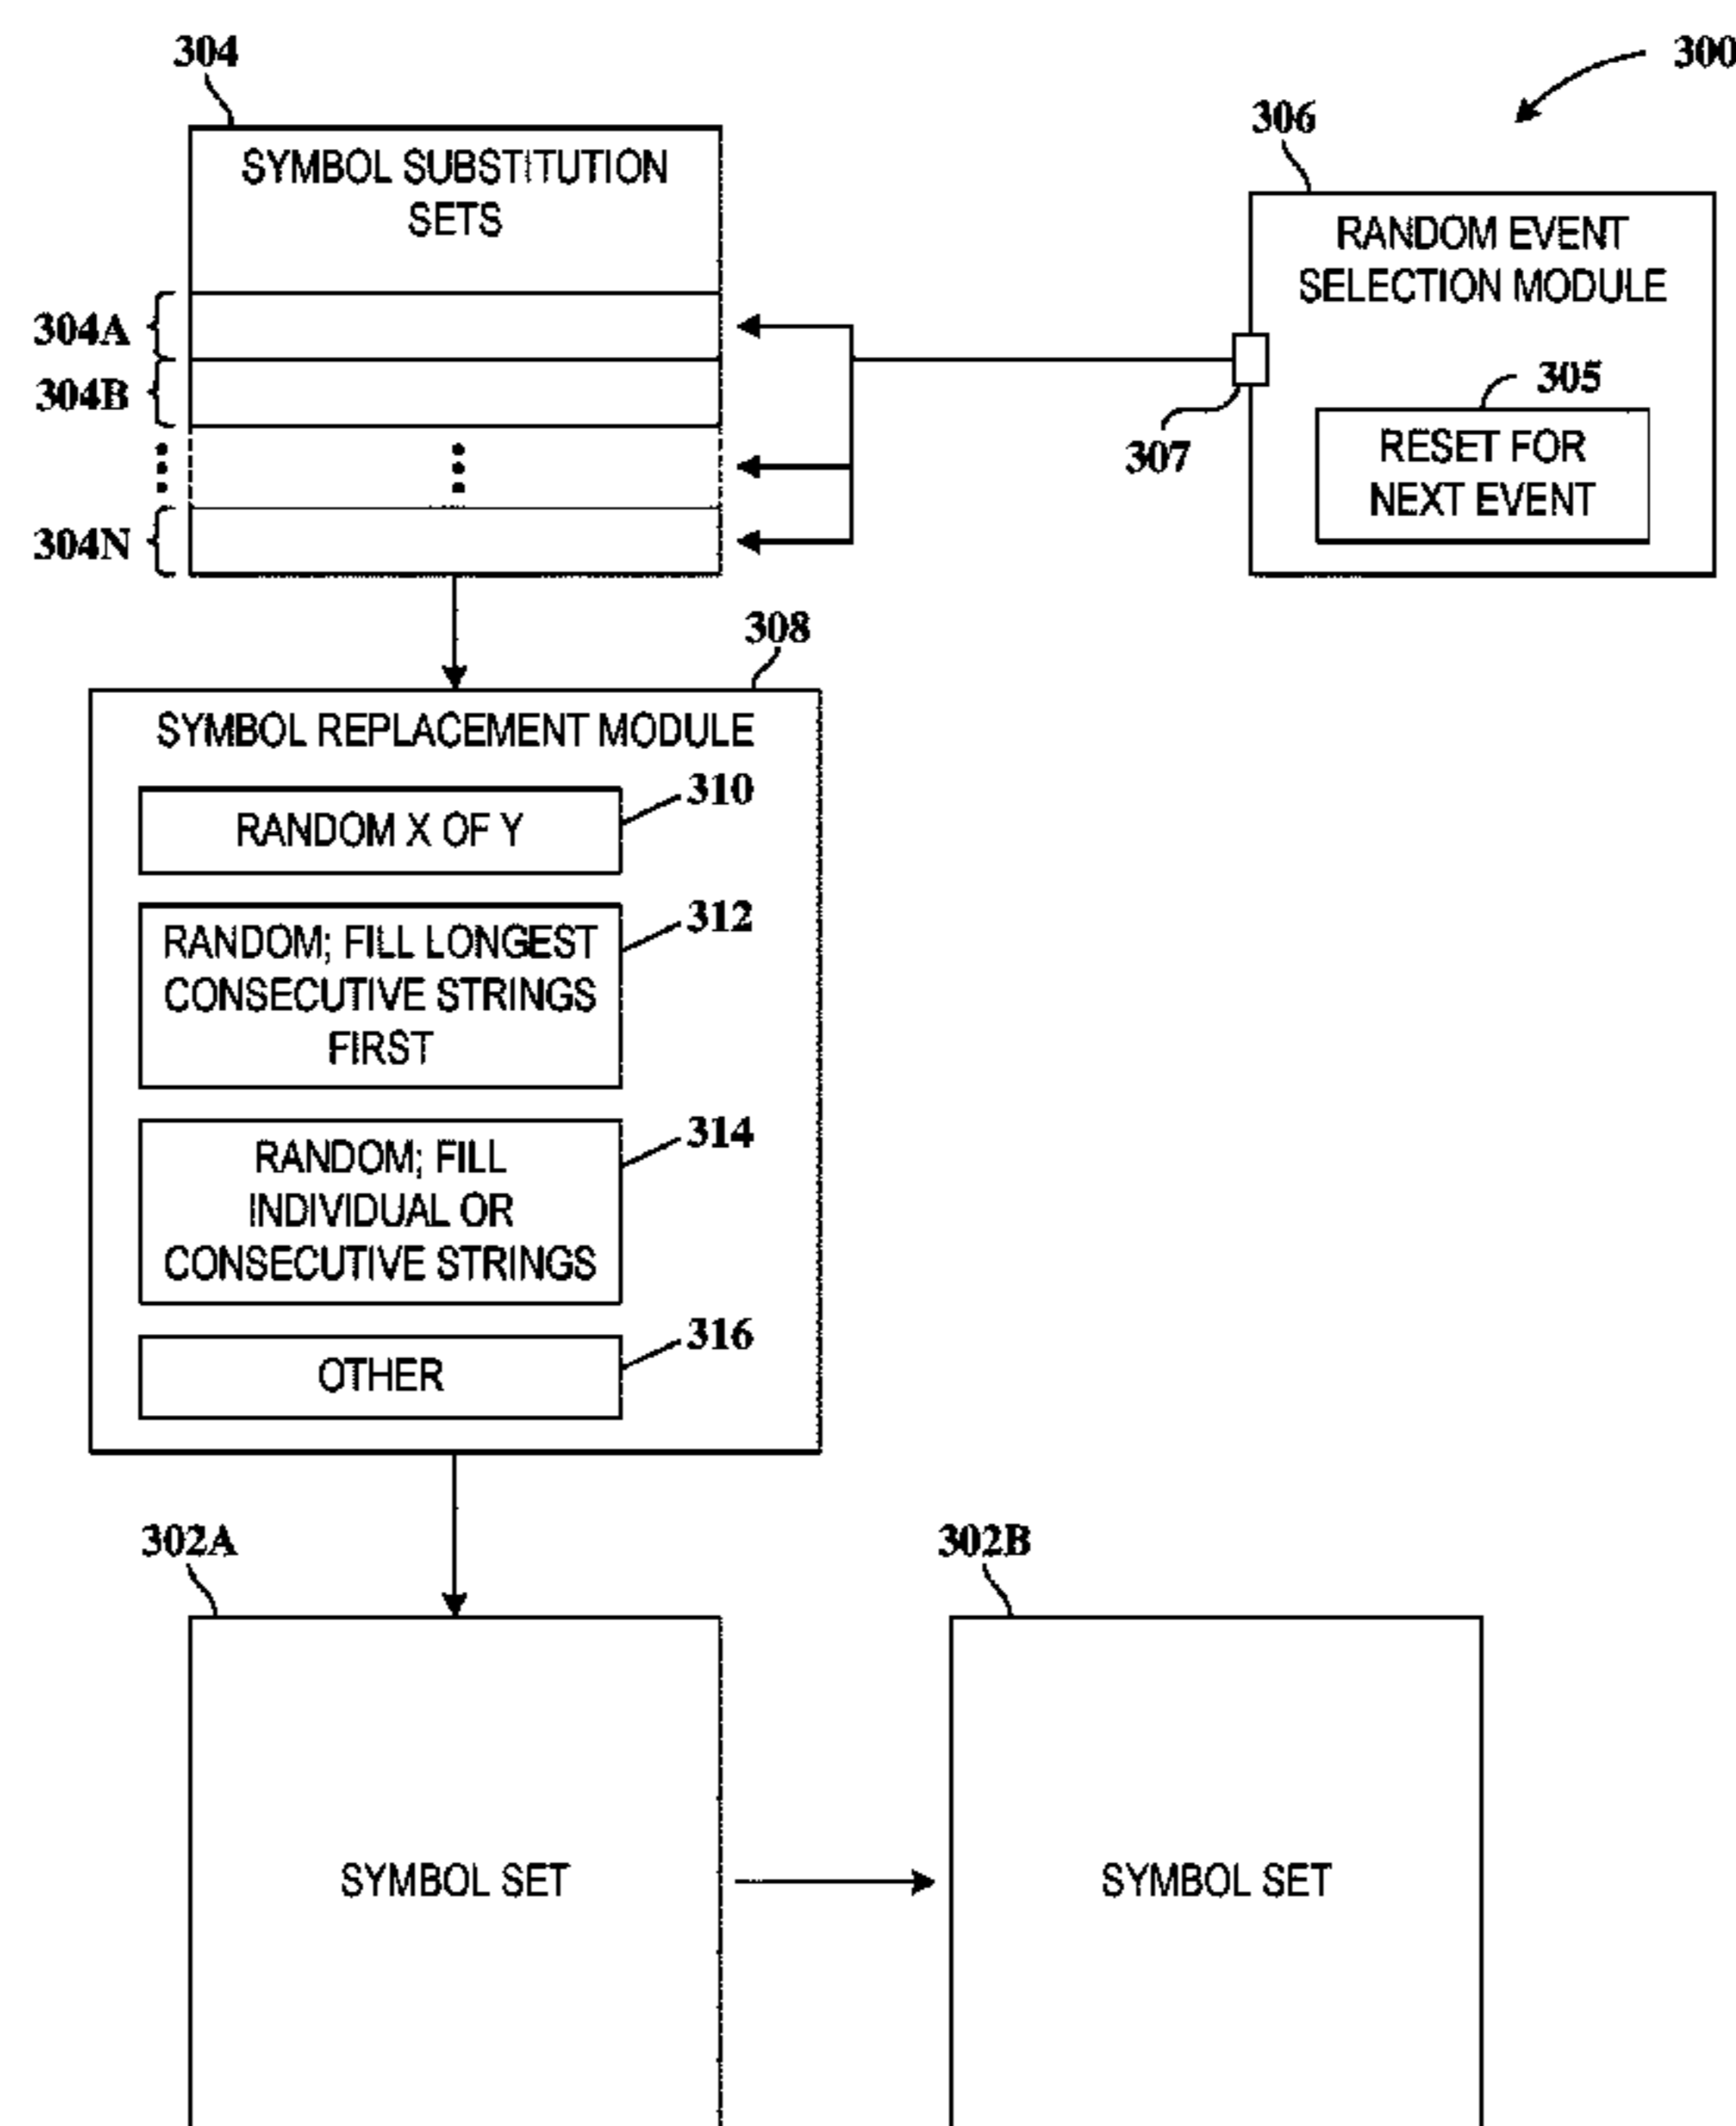 304
300
306
SYMBOL SUBSTITUTION
SETS
RANDOM EVENT
SELECTION MODULE
304A
304B
305
307
RESET FOR
NEXT EVENT
304N
308
SYMBOL REPLACEMENT MODULE
310
RANDOM X OF Y
312
RANDOM; FILL LONGEST
CONSECUTIVE STRINGS
FIRST
314
RANDOM; FILL
INDIVIDUAL OR
CONSECUTIVE STRINGS
316
OTHER
302A
302B
SYMBOL SET
SYMBOL SET